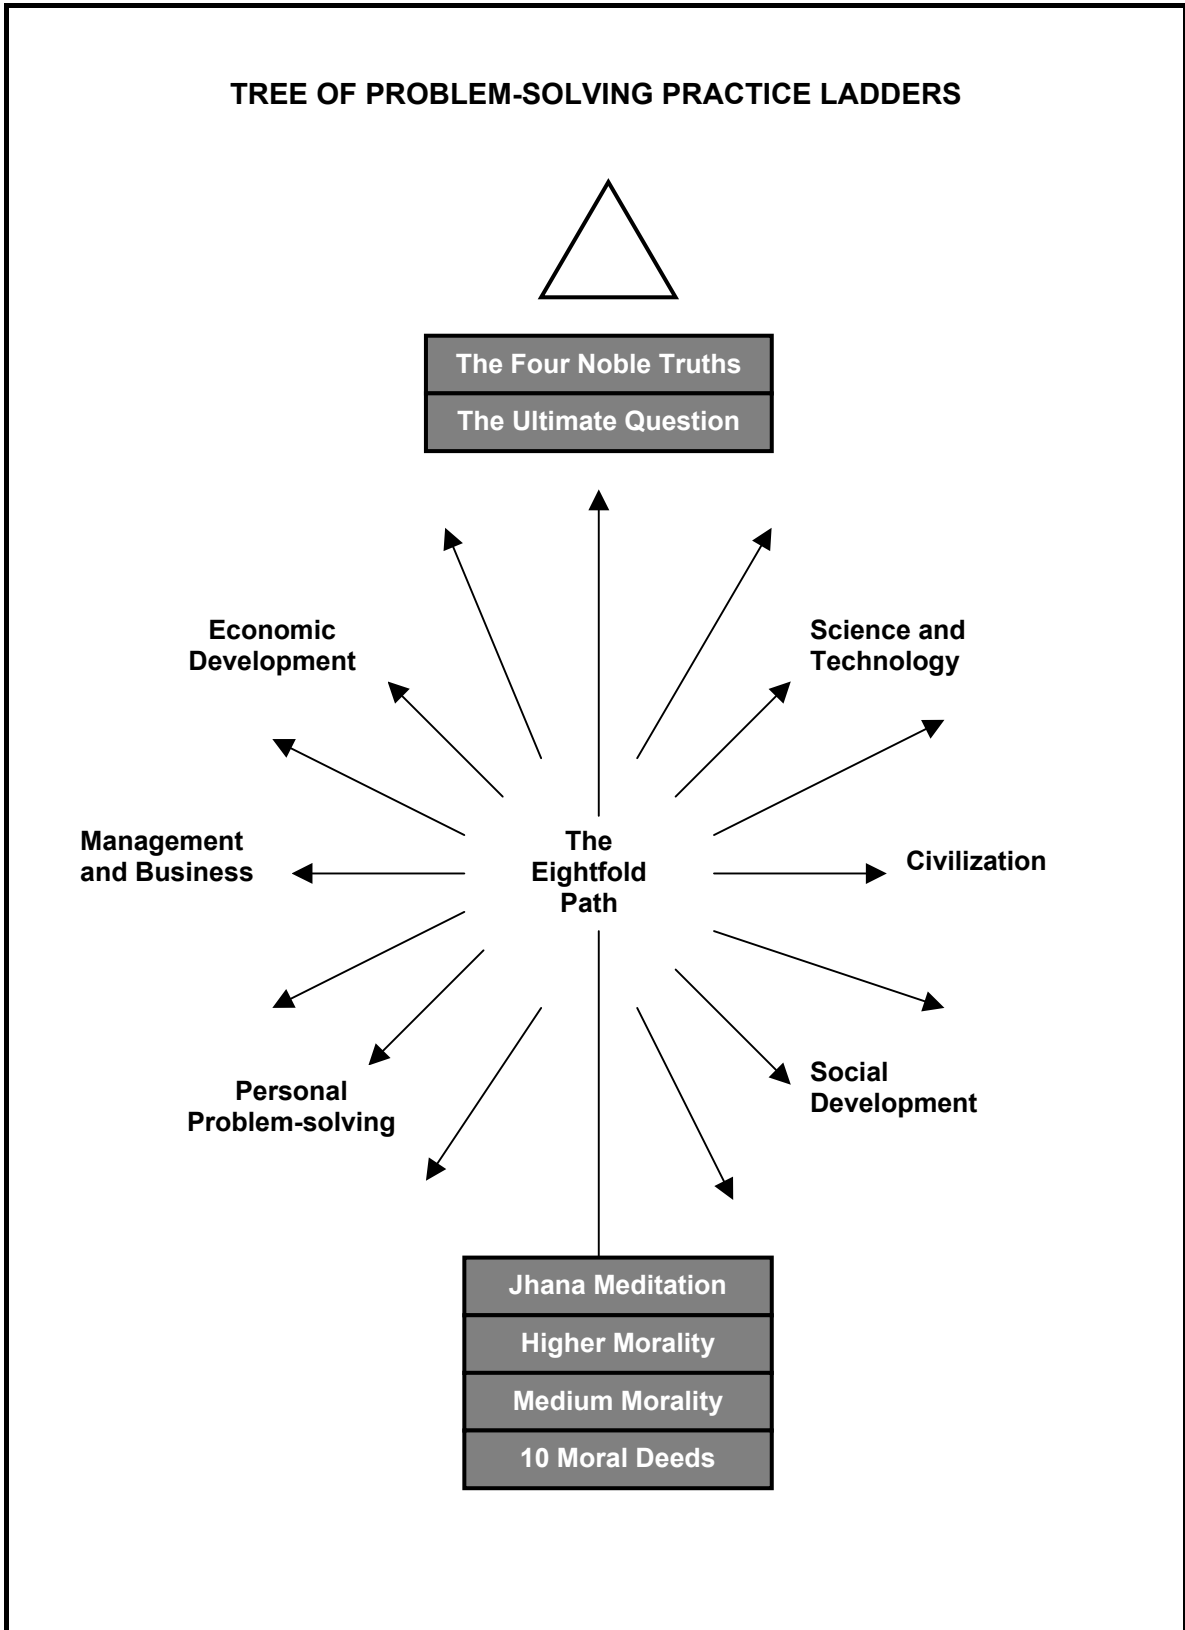 TREE OF PROBLEM-SOLVING PRACTICE LADDERS
The Four Noble Truths
The Ultimate Question
Economic
Development
Science and
Technology
Management
and Business
The
Eightfold
Path
Civilization
Personal
Problem-solving
Social
Development
Jhana Meditation
Higher Morality
Medium Morality
10 Moral Deeds